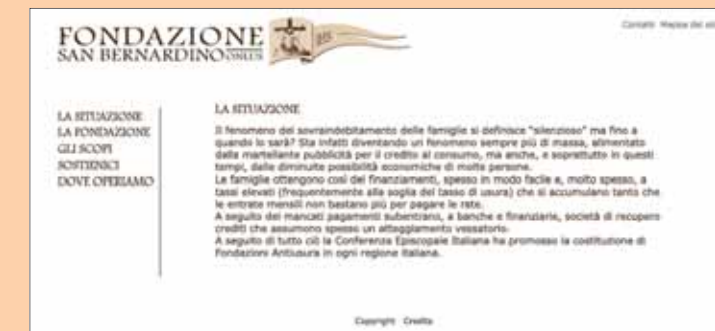 Contatti Mappa del
FONDAZIONE
SAN BERNARDINO ONLUS
LA SITUAZIONE
LA FONDAZIONE
GLI SCOPI
SOSTIENICI
DOVE OPERIAMO
LA SITUAZIONE
Il fenomeno del sovraindebitamento delle famiglie si definisce "silenzioso" ma fino a
quando lo sarà? Sta infatti diventando un fenomeno sempre più di massa, alimentato
dalla martellante pubblicità per il credito al consumo, ma anche, e soprattutto in questi
tempi, dalle diminuite possibilità economiche di molte persone.
Le famiglie ottengono così dei finanziamenti, spesso in modo facile e, molto spesso, a
tassi elevati (frequentemente alla soglia del tasso di usura) che si accumulano tanto che
le entrate mensili non bastano più per pagare le rate.
A seguito dei mancati pagamenti subentrano, a banche e finanziarie, società di recupero
crediti che assumono spesso un atteggiamento vessatorio.
A seguito di tutto ciò la Conferenza Episcopale Italiana ha promosso la costituzione di
Fondazioni Antiusura in ogni regione italiana.
Copyright Credits